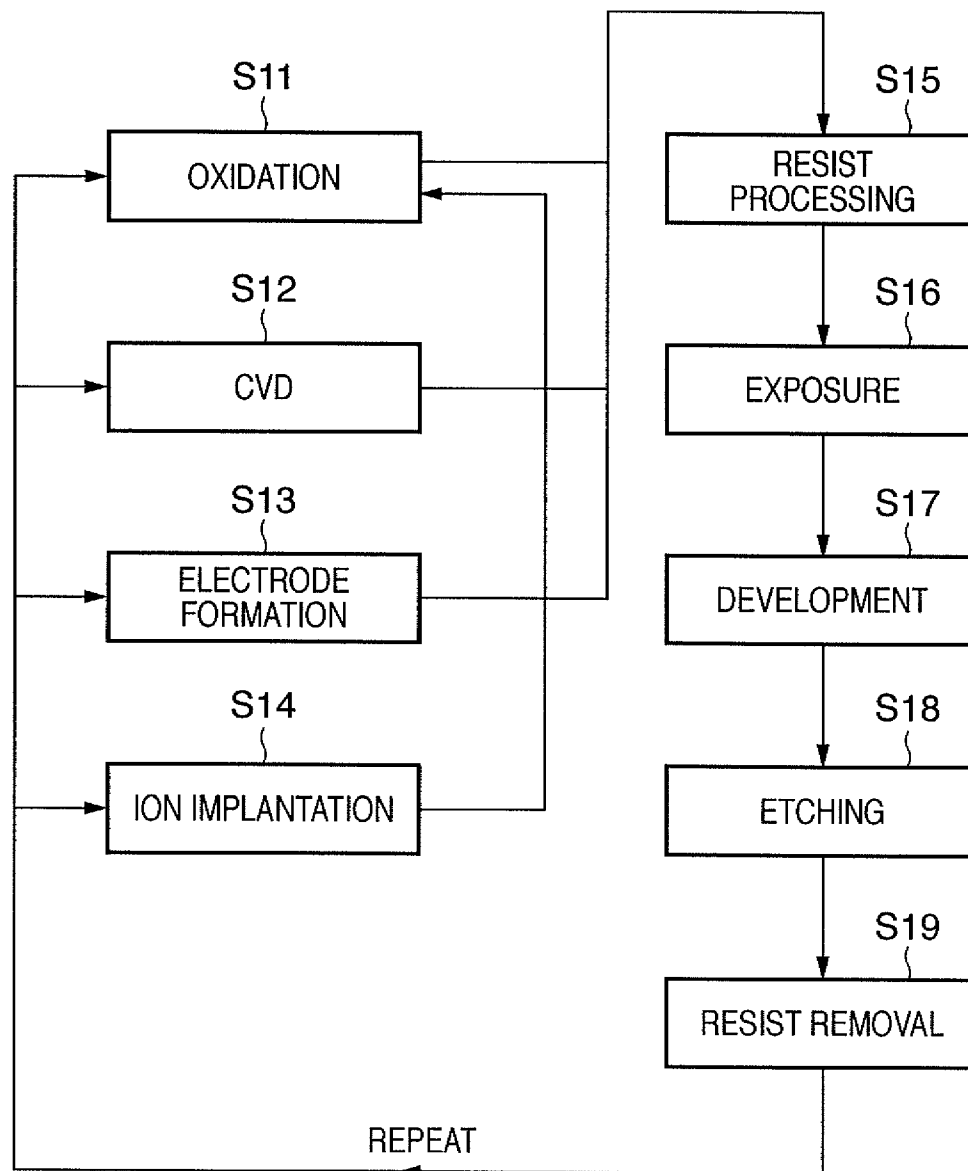 S11
OXIDATION
S12
CVD
S13
ELECTRODE
FORMATION
S14
ION IMPLANTATION
S15
RESIST
PROCESSING
S16
EXPOSURE
S17
DEVELOPMENT
S18
ETCHING
S19
RESIST REMOVAL
REPEAT